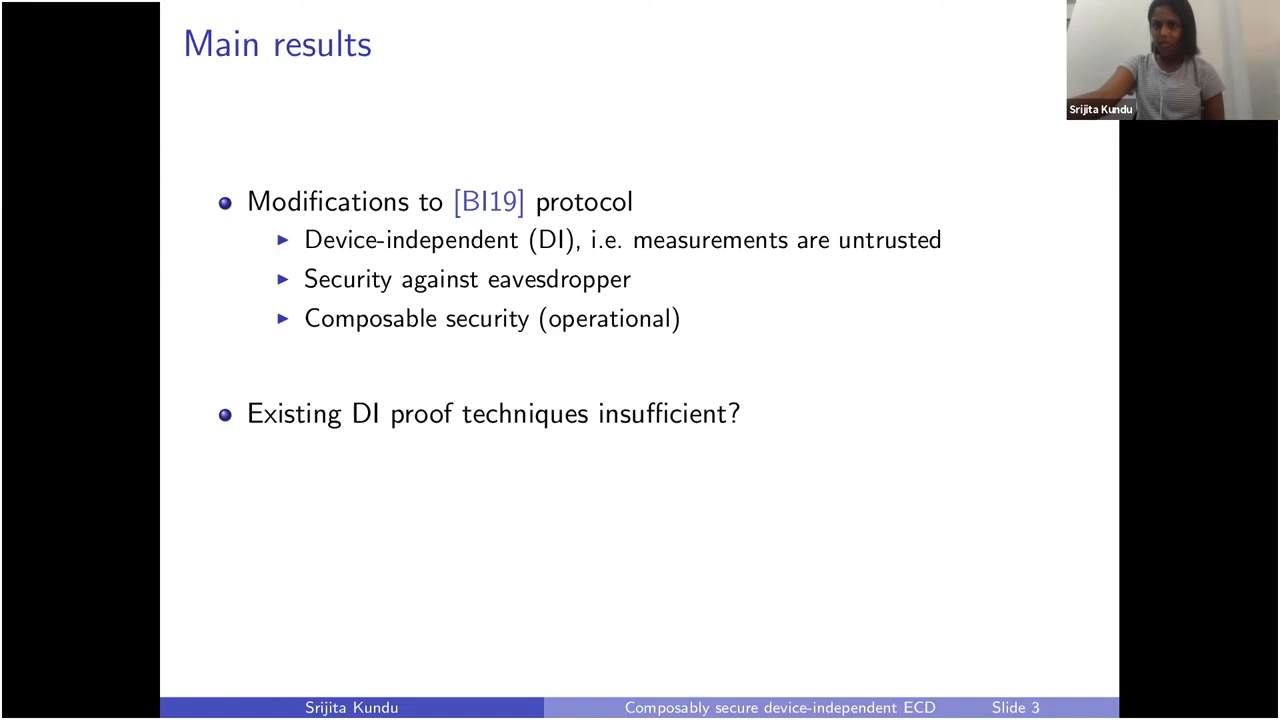 Main results
Srijita Kundu
Modifications to [BI19] protocol
Device-independent (DI), i.e. measurements are untrusted
Security against eavesdropper
Composable security (operational)
Existing DI proof techniques insufficient?
Srijita Kundu
Composably secure device-independent ECD
Slide 3